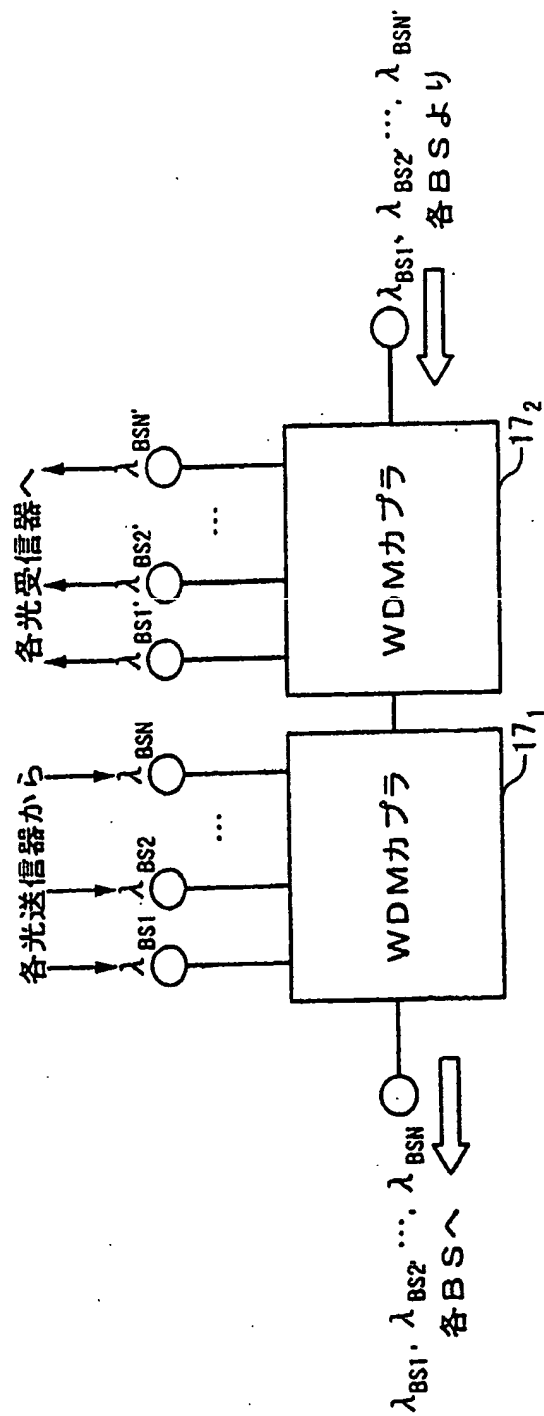 各光送信器から
各光受信器へ
λBS1
λBS2
…
λBSN
λBS1'
λBS2'
…
λBSN'
WDMカプラ
WDMカプラ
17₁
17₂
λBS1, λBS2, …, λBSN
各BSへ
λBS1, λBS2, …, λBSN'
各BSより